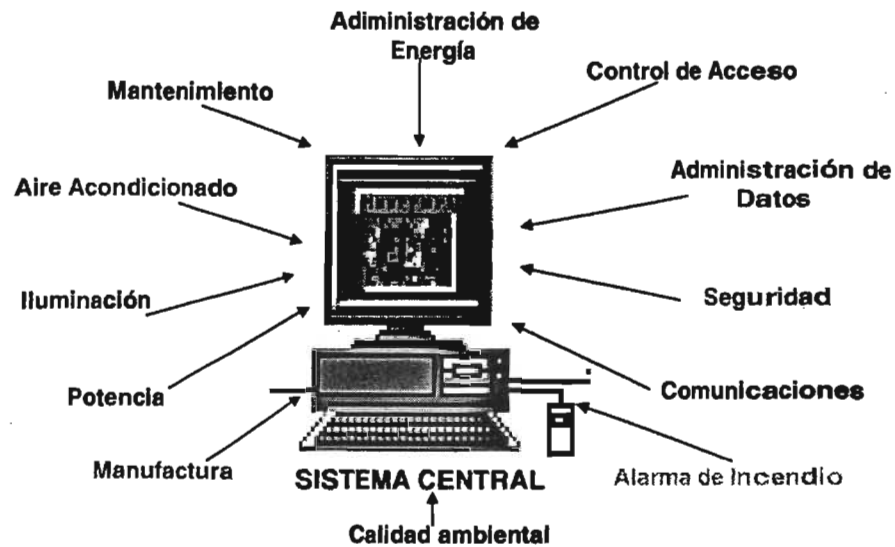 Adiministración de
Energía
Control de Acceso
Mantenimiento
Administración de
Datos
Aire Acondicionado
Iluminación
Seguridad
Potencia
Comunicaciones
Manufactura
Alarma de Incendio
SISTEMA CENTRAL
Calidad ambiental